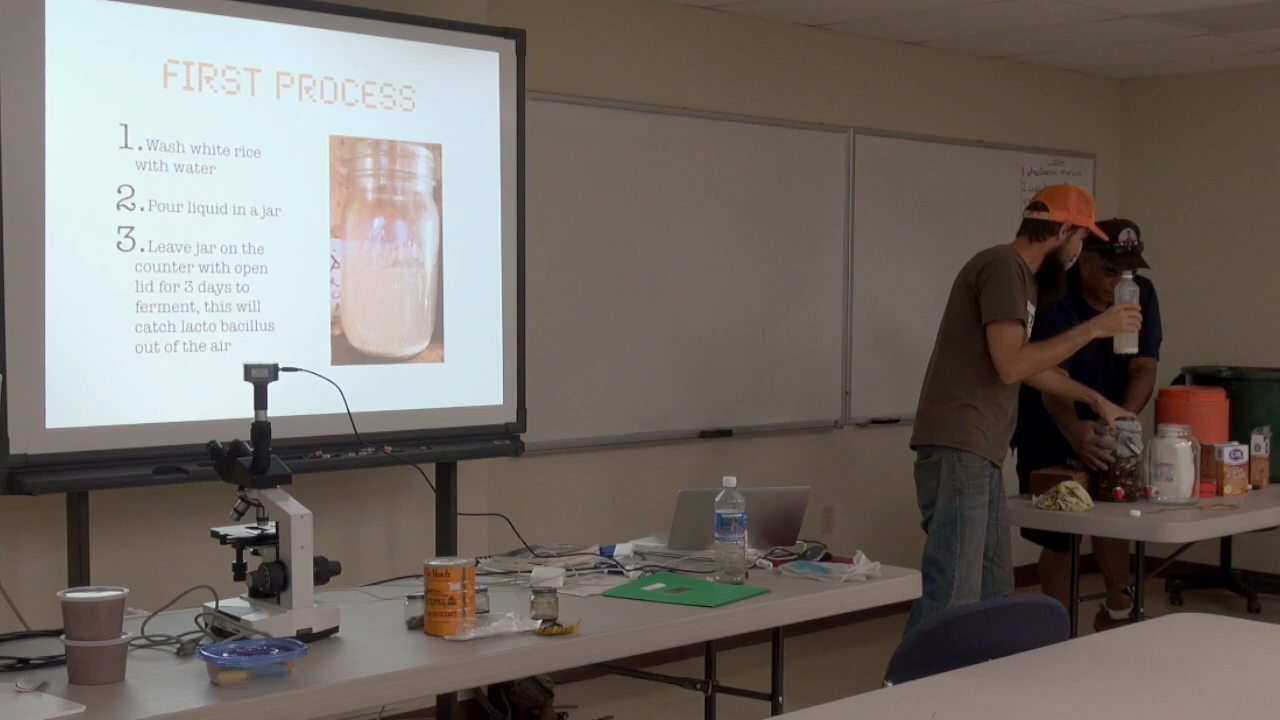 FIRST PROCESS
1. Wash white rice
with water
2. Pour liquid in a jar
3. Leave jar on the
counter with open
lid for 3 days to
ferment, this will
catch lacto bacillus
out of the air